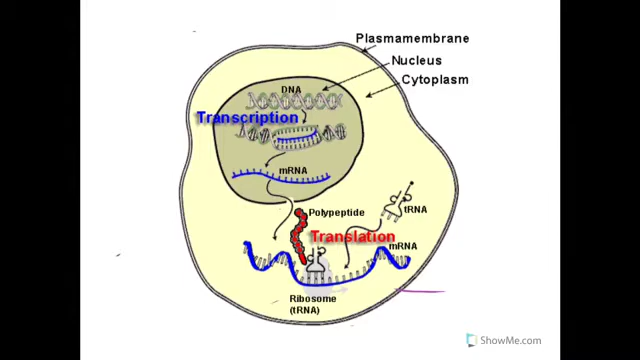 Plasmamembrane
Nucleus
Cytoplasm
DNA
Transcription
mRNA
Polypeptide
tRNA
Translation
mRNA
Ribosome
(tRNA)
ShowMe.com